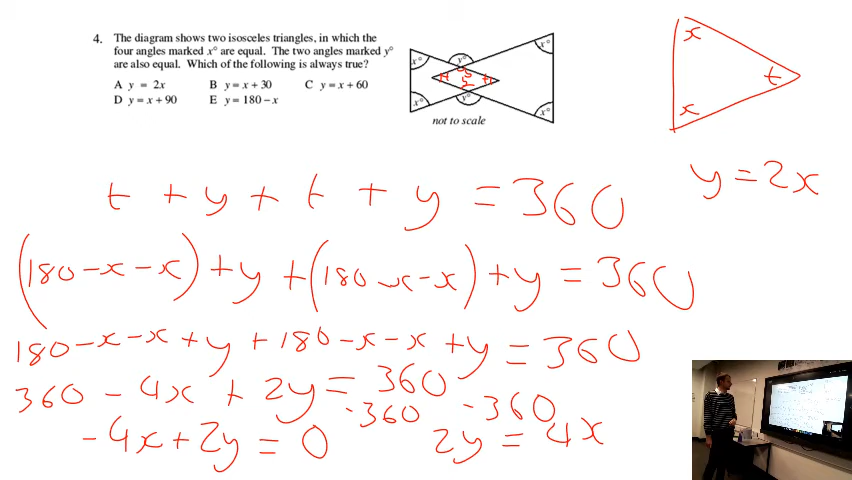 4. The diagram shows two isosceles triangles, in which the
four angles marked x° are equal. The two angles marked y°
are also equal. Which of the following is always true?
A y = 2x B y = x + 30 C y = x + 60
D y = x + 90 E y = 180 – x
x° y° x°
t y t
y
x° y° x°
not to scale
x
t
x
y = 2x
t + y + t + y = 360
(180 - x - x) + y + (180 - x - x) + y = 360
180 - x - x + y + 180 - x - x + y = 360
360 - 4x + 2y = 360
-360 -360
-4x + 2y = 0 2y = 4x